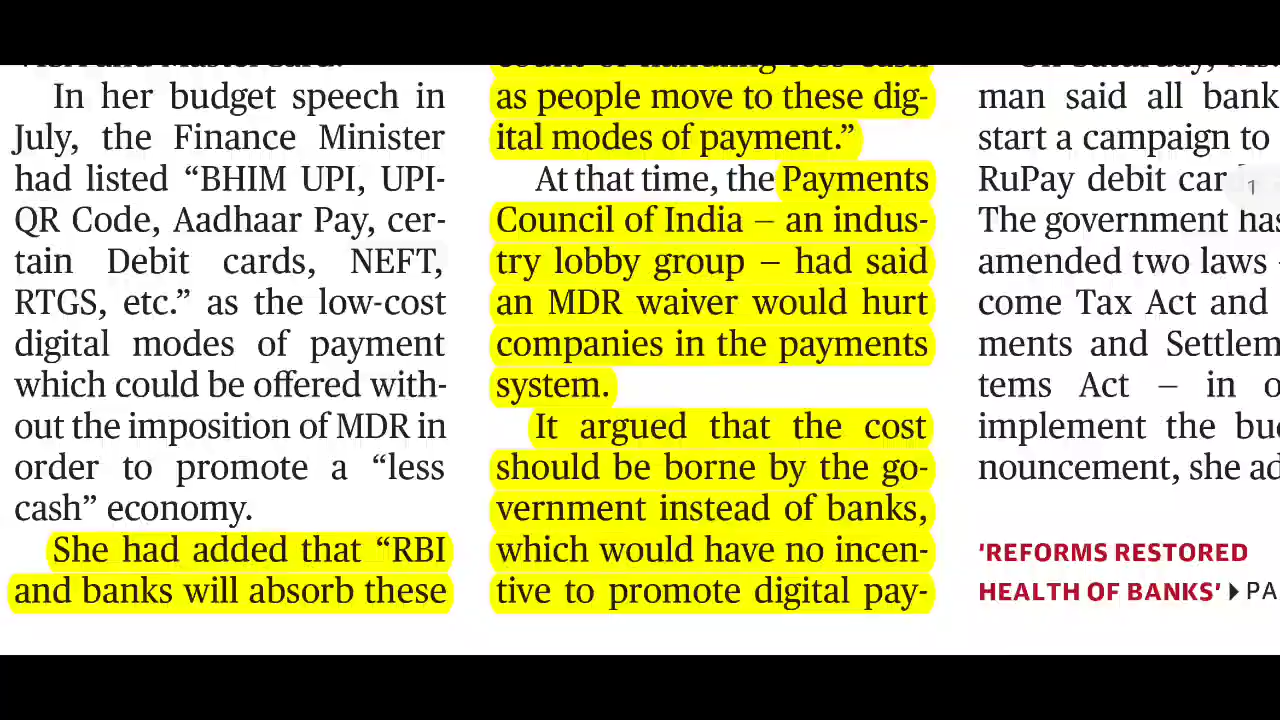 In her budget speech in
July, the Finance Minister
had listed “BHIM UPI, UPI-
QR Code, Aadhaar Pay, cer-
tain Debit cards, NEFT,
RTGS, etc.” as the low-cost
digital modes of payment
which could be offered with-
out the imposition of MDR in
order to promote a “less
cash” economy.
She had added that “RBI
and banks will absorb these
as people move to these dig-
ital modes of payment.”
At that time, the Payments
Council of India – an indus-
try lobby group – had said
an MDR waiver would hurt
companies in the payments
system.
It argued that the cost
should be borne by the go-
vernment instead of banks,
which would have no incen-
tive to promote digital pay-
man said all bank
start a campaign to
RuPay debit car
The government has
amended two laws
come Tax Act and
ments and Settlem
tems Act – in o
implement the bu
nouncement, she ad
‘REFORMS RESTORED
HEALTH OF BANKS’ ▶ PA
1